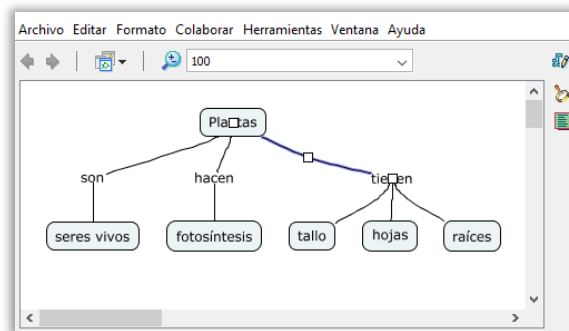 Archivo Editar Formato Colaborar Herramientas Ventana Ayuda
100
Plantas
son hacen tienen
seres vivos fotosíntesis tallo hojas raíces